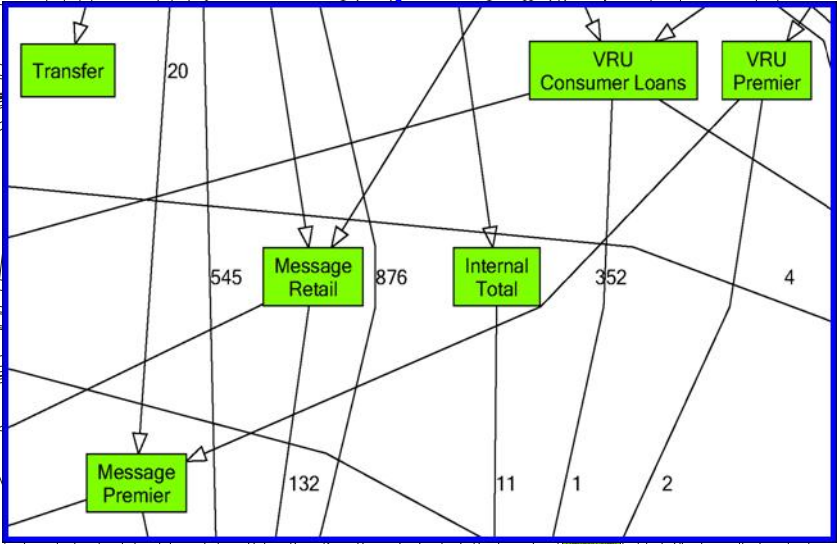 VRU
Consumer Loans
VRU
Premier
Transfer
20
Message
Retail
Internal
Total
545
876
352
4
Message
Premier
132
11
1
2